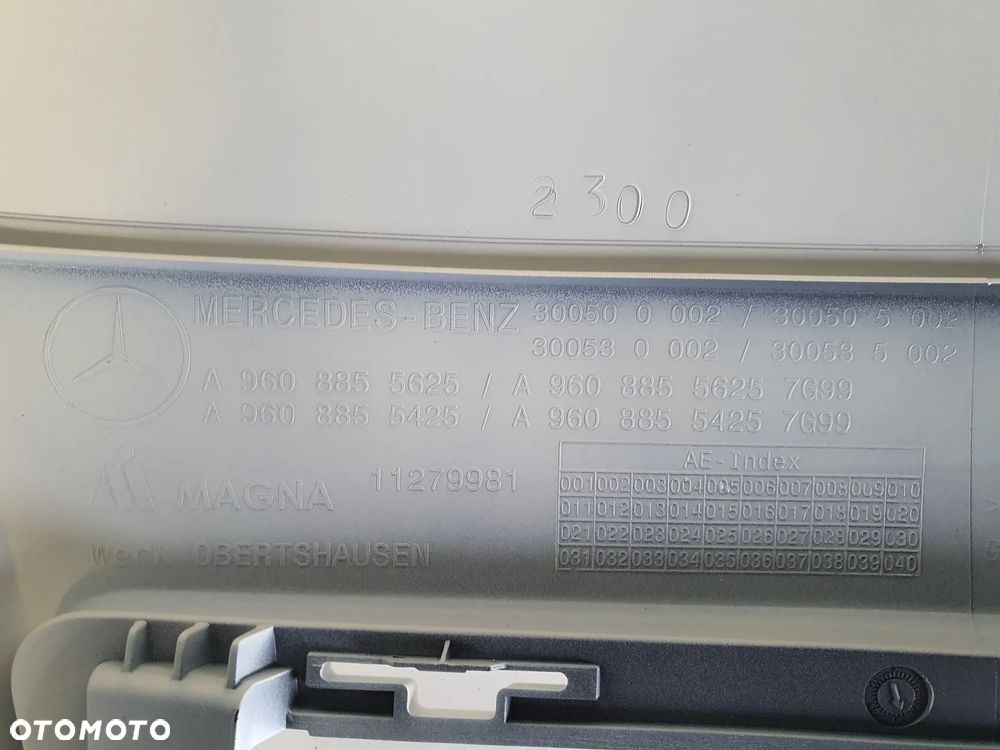 2300
MERCEDES-BENZ 30050 0 002 / 30050 5 002
30053 0 002 / 30053 5 002
A 960 885 5625 / A 960 885 5625 7G99
A 960 885 5425 / A 960 885 5425 7G99
MAGNA 11279981
Werk OBERTSHAUSEN
AE-Index
001 002 003 004 005 006 007 008 009 010
011 012 013 014 015 016 017 018 019 020
021 022 023 024 025 026 027 028 029 030
031 032 033 034 035 036 037 038 039 040
OTOMOTO